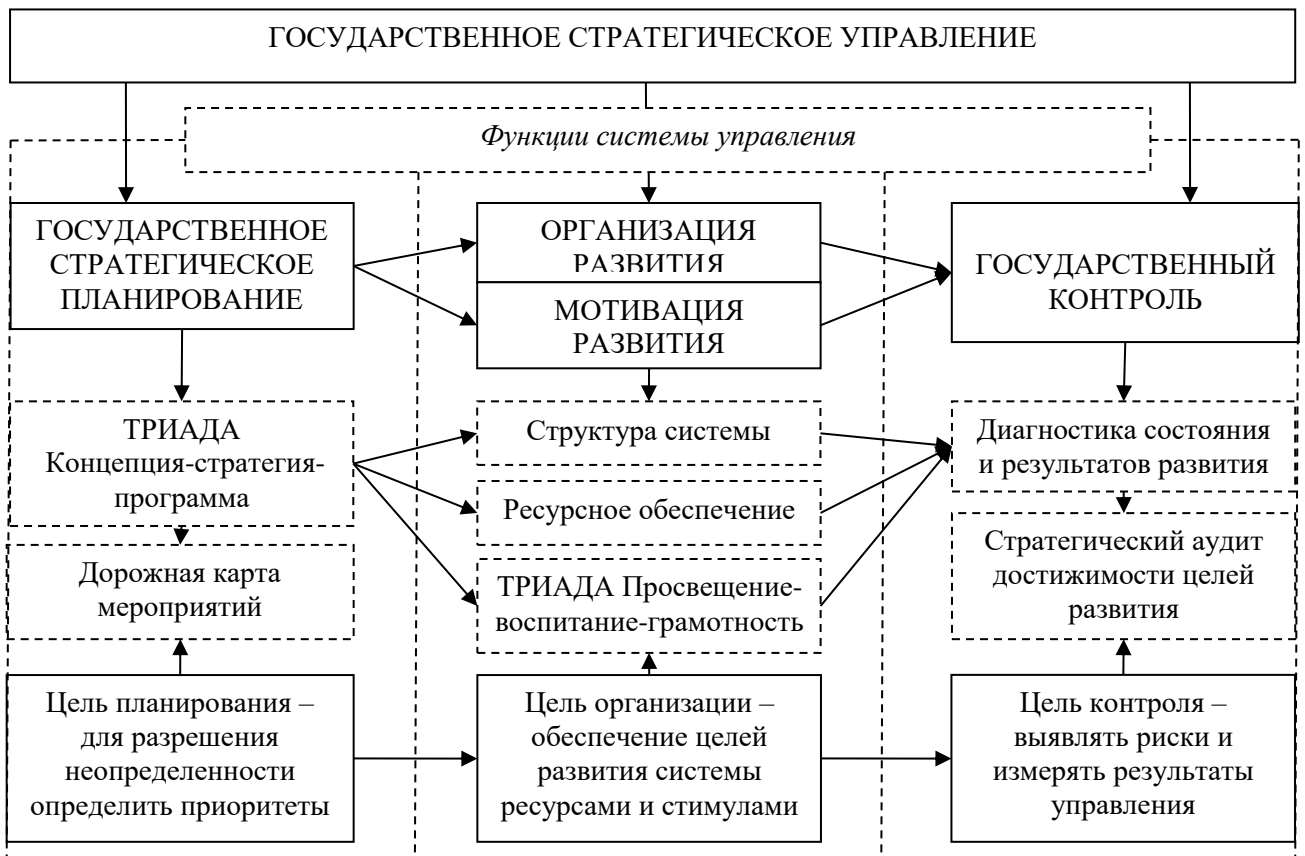 ГОСУДАРСТВЕННОЕ СТРАТЕГИЧЕСКОЕ УПРАВЛЕНИЕ
Функции системы управления
ГОСУДАРСТВЕННОЕ
СТРАТЕГИЧЕСКОЕ
ПЛАНИРОВАНИЕ
ОРГАНИЗАЦИЯ
РАЗВИТИЯ
МОТИВАЦИЯ
РАЗВИТИЯ
ГОСУДАРСТВЕННЫЙ
КОНТРОЛЬ
ТРИАДА
Концепция-стратегия-
программа
Дорожная карта
мероприятий
Структура системы
Ресурсное обеспечение
ТРИАДА Просвещение-
воспитание-грамотность
Диагностика состояния
и результатов развития
Стратегический аудит
достижимости целей
развития
Цель планирования –
для разрешения
неопределенности
определить приоритеты
Цель организации –
обеспечение целей
развития системы
ресурсами и стимулами
Цель контроля –
выявлять риски и
измерять результаты
управления